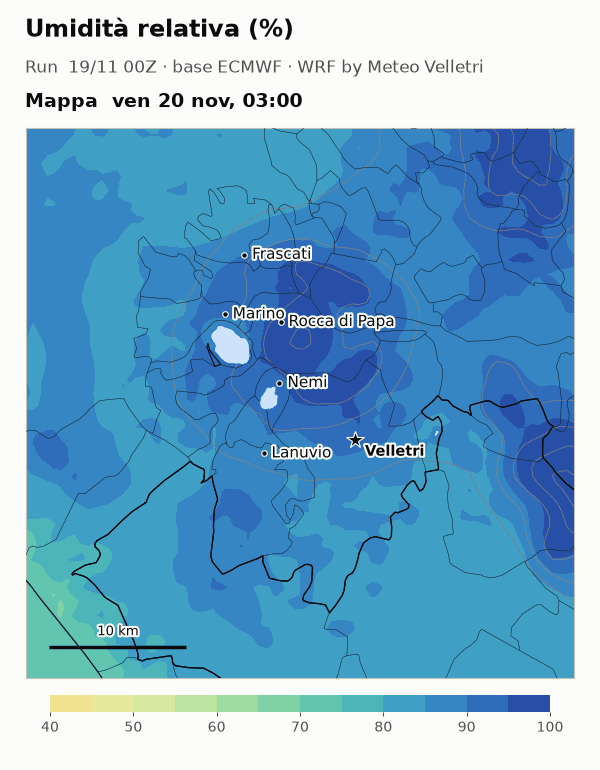 Umidità relativa (%)
Run  19/11 00Z · base ECMWF · WRF by Meteo Velletri
Mappa  ven 20 nov, 03:00
Frascati
Marino
Rocca di Papa
Nemi
Velletri
Lanuvio
10 km
40 50 60 70 80 90 100